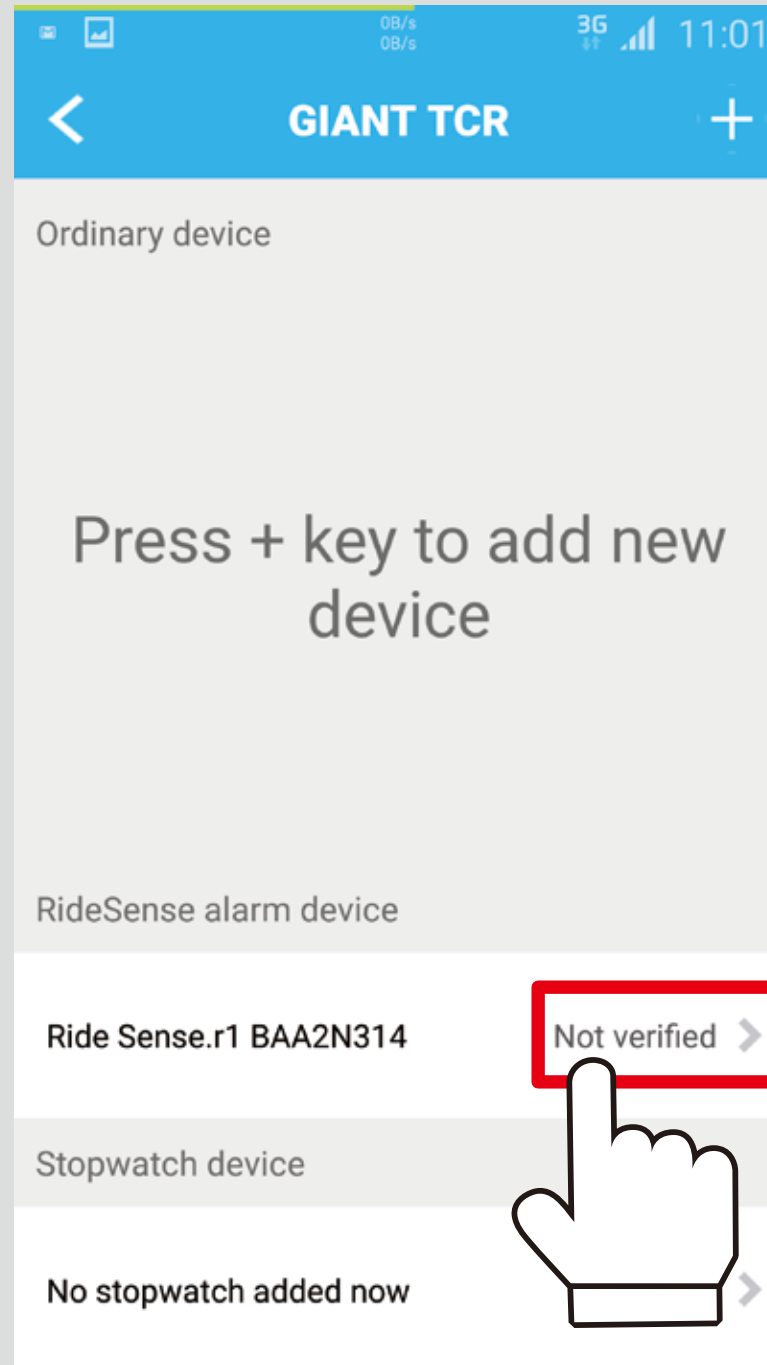 0B/s
0B/s
3G
11:01
GIANT TCR
Ordinary device
Press + key to add new
device
RideSense alarm device
Ride Sense.r1 BAA2N314
Not verified
Stopwatch device
No stopwatch added now